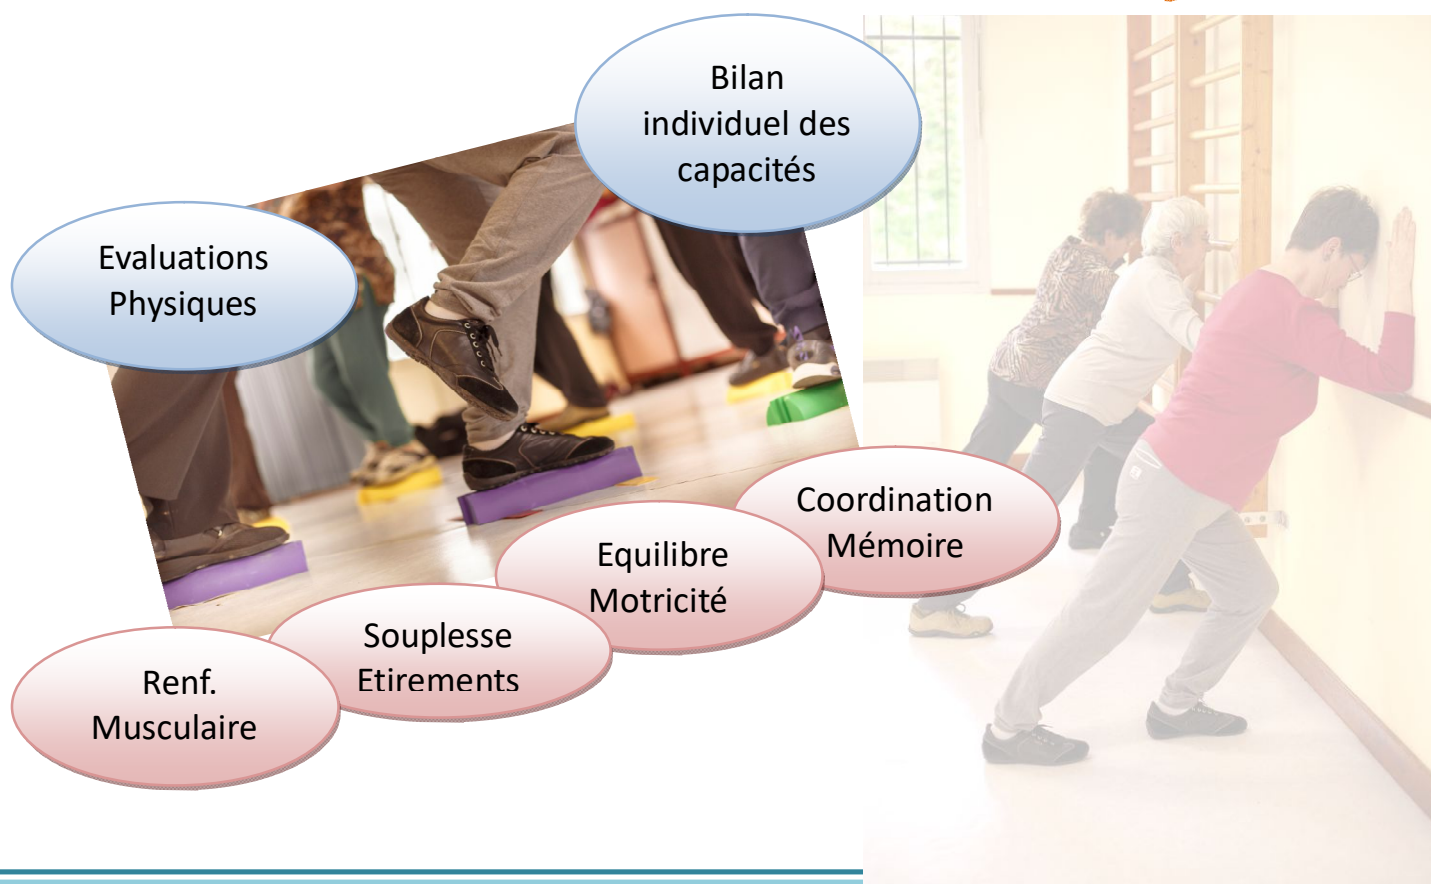 Bilan
individuel des
capacités
Evaluations
Physiques
Coordination
Mémoire
Equilibre
Motricité
Souplesse
Etirements
Renf.
Musculaire